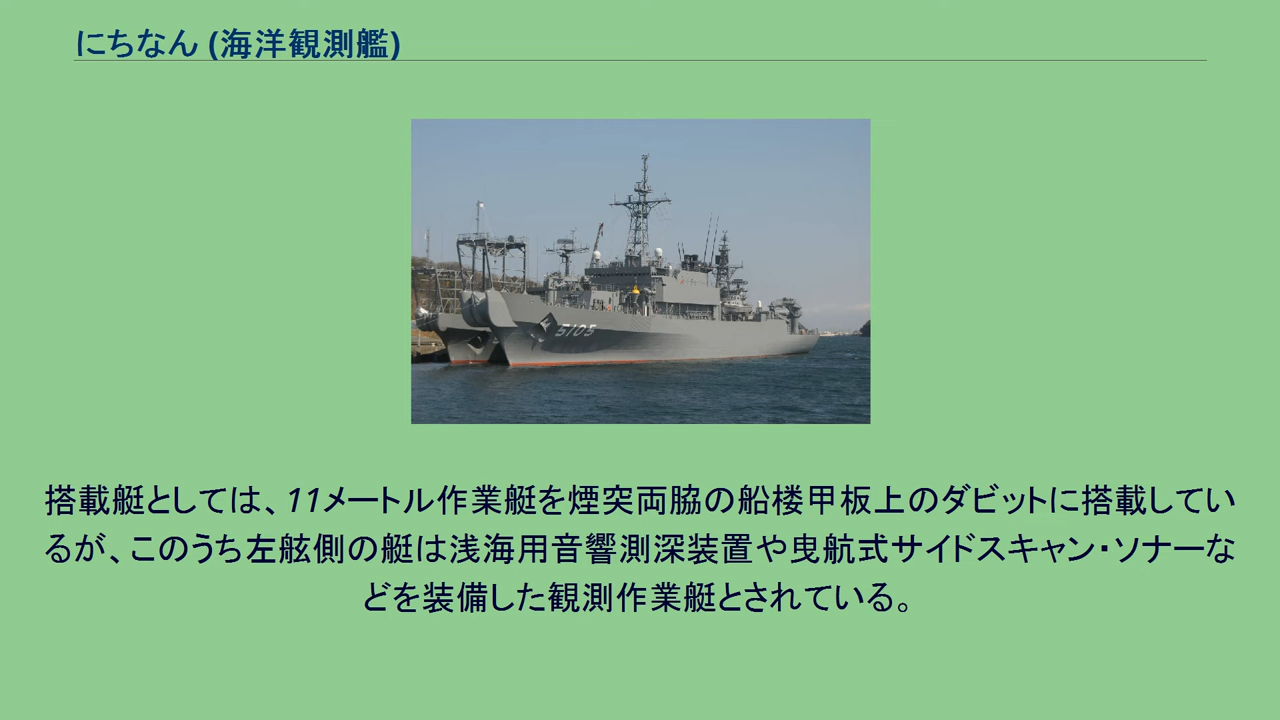 にちなん (海洋観測艦)
5105
搭載艇としては、11メートル作業艇を煙突両脇の船楼甲板上のダビットに搭載してい
るが、このうち左舷側の艇は浅海用音響測深装置や曳航式サイドスキャン・ソナーな
どを装備した観測作業艇とされている。